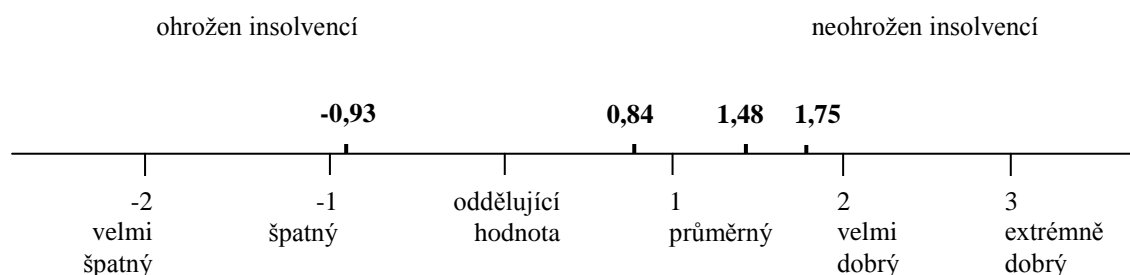 ohrožen insolvencí neohrožen insolvencí
-0,93 0,84 1,48 1,75
-2 -1 oddělující 1 2 3
velmi špatný hodnota průměrný velmi extrémně
špatný dobrý dobrý